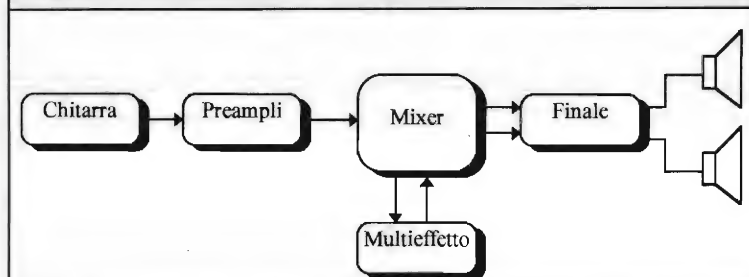 Chitarra
Preampli
Mixer
Finale
Multieffetto